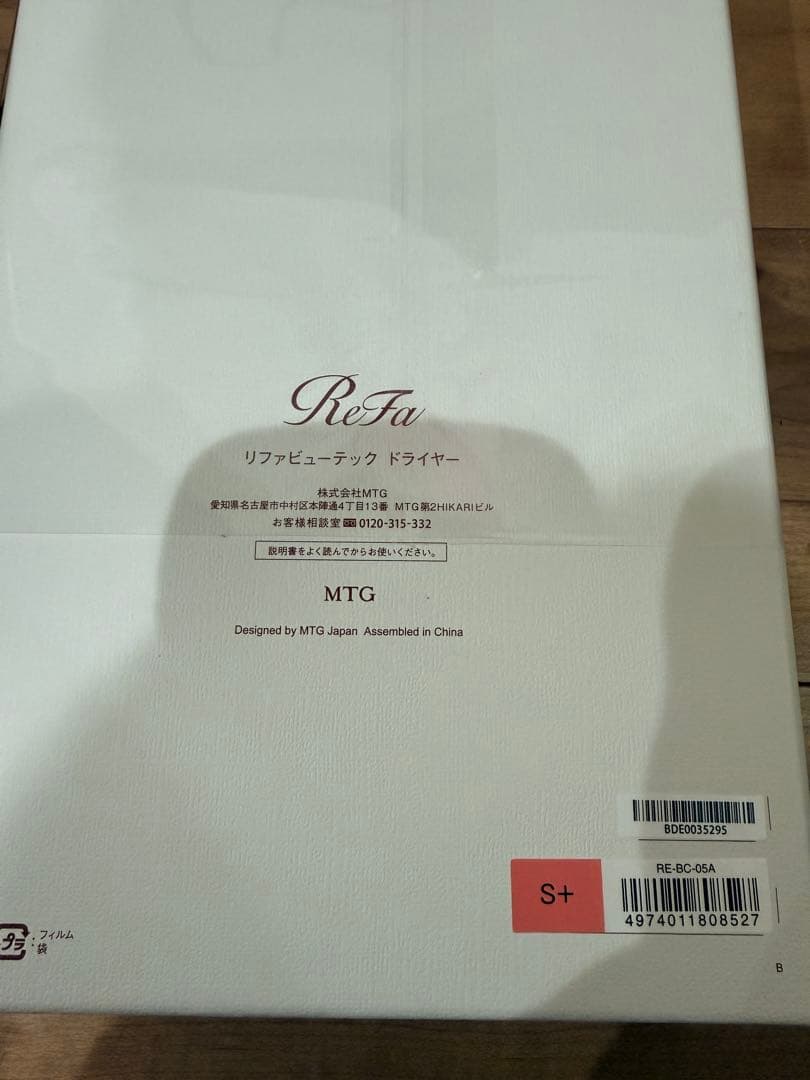 ReFa
リファビューテック ドライヤー
株式会社MTG
愛知県名古屋市中村区本陣通4丁目13番 MTG第2HIKARIビル
お客様相談室 0120-315-332
説明書をよく読んでからお使いください。
MTG
Designed by MTG Japan Assembled in China
BDE0035295
S+
RE-BC-05A
4974011808527
プラ:フィルム
袋
B